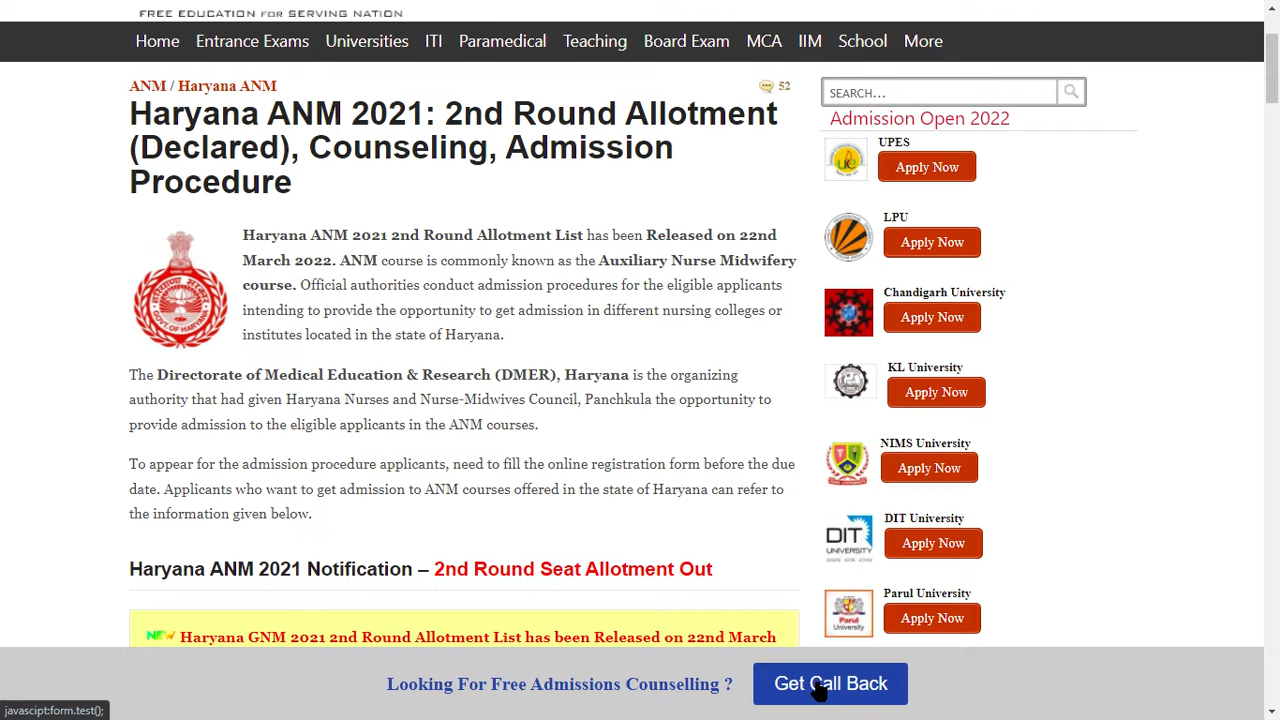 FREE EDUCATION FOR SERVING NATION
Home Entrance Exams Universities ITI Paramedical Teaching Board Exam MCA IIM School More
ANM / Haryana ANM
52
Haryana ANM 2021: 2nd Round Allotment
(Declared), Counseling, Admission
Procedure
Haryana ANM 2021 2nd Round Allotment List has been Released on 22nd
March 2022. ANM course is commonly known as the Auxiliary Nurse Midwifery
course. Official authorities conduct admission procedures for the eligible applicants
intending to provide the opportunity to get admission in different nursing colleges or
institutes located in the state of Haryana.
The Directorate of Medical Education & Research (DMER), Haryana is the organizing
authority that had given Haryana Nurses and Nurse-Midwives Council, Panchkula the opportunity to
provide admission to the eligible applicants in the ANM courses.
To appear for the admission procedure applicants, need to fill the online registration form before the due
date. Applicants who want to get admission to ANM courses offered in the state of Haryana can refer to
the information given below.
Haryana ANM 2021 Notification – 2nd Round Seat Allotment Out
NEW Haryana GNM 2021 2nd Round Allotment List has been Released on 22nd March
SEARCH...
Admission Open 2022
UPES
Apply Now
LPU
Apply Now
Chandigarh University
Apply Now
KL University
Apply Now
NIMS University
Apply Now
DIT University
Apply Now
DIT
UNIVERSITY
Parul University
Apply Now
Parul
University
Looking For Free Admissions Counselling ?
Get Call Back
javascipt:form.test();